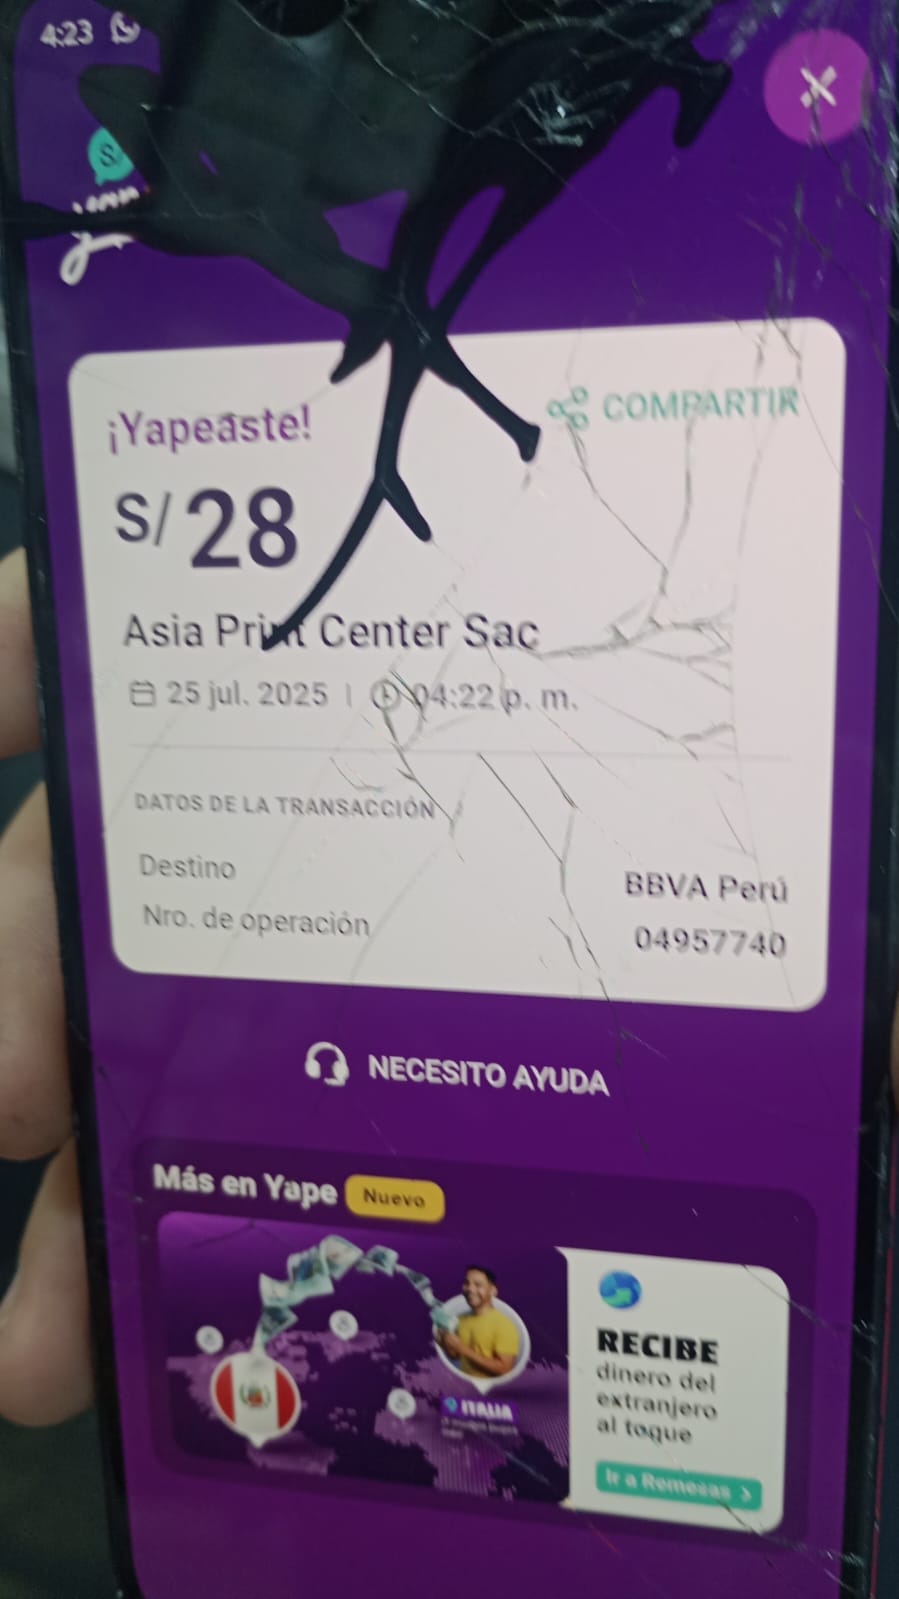 4:23
S/
¡Yapeaste!
COMPARTIR
S/ 28
Asia Print Center Sac
25 jul. 2025 | 04:22 p. m.
DATOS DE LA TRANSACCIÓN
Destino
BBVA Perú
Nro. de operación
04957740
NECESITO AYUDA
Más en Yape
Nuevo
ITALIA
RECIBE
dinero del
extranjero
al toque
Ir a Remesas >